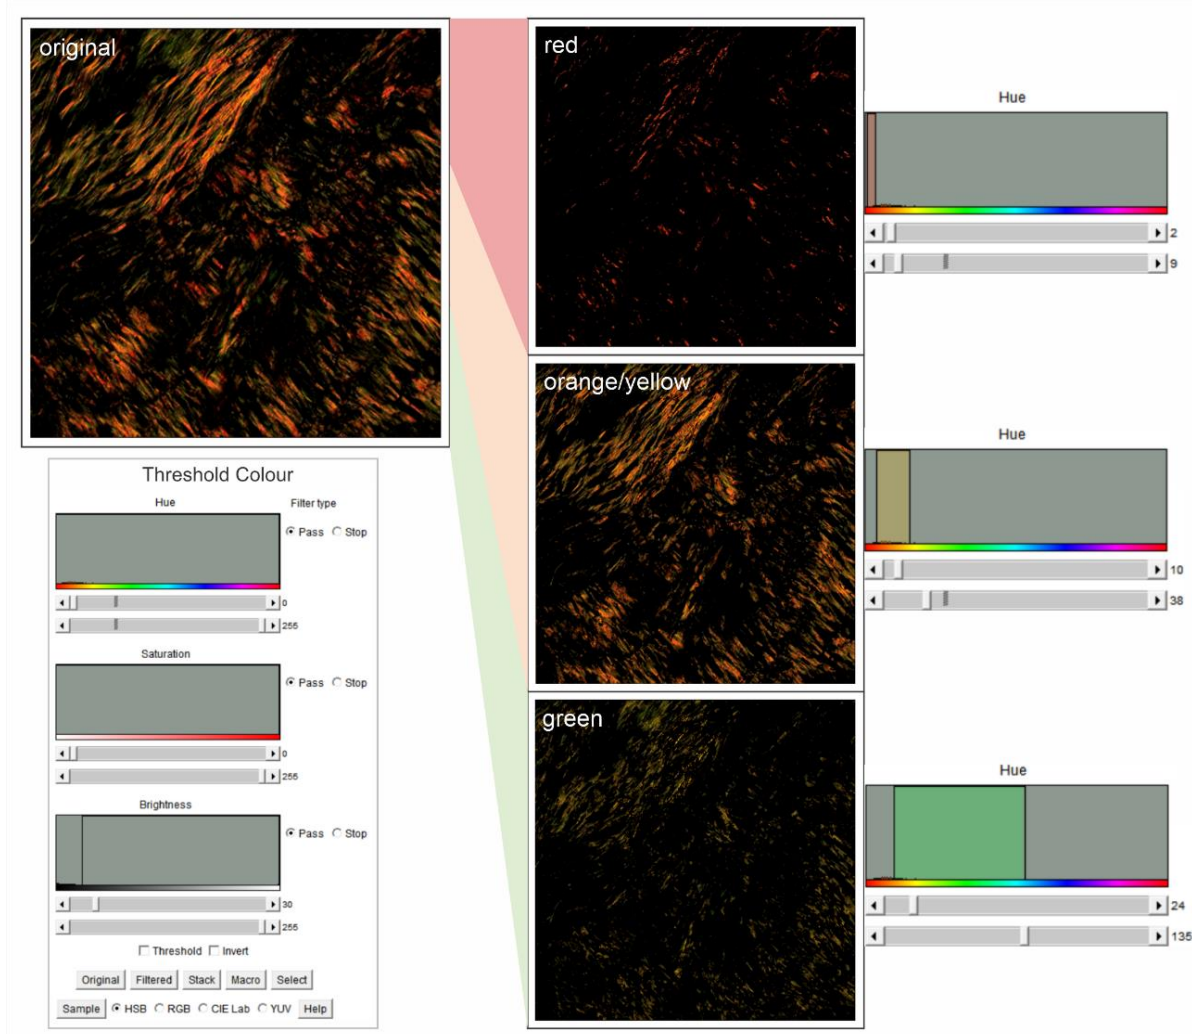 original
red
Hue
2
9
orange/yellow
Hue
10
38
green
Hue
24
135
Threshold Colour
Hue Filter type
Pass Stop
0
255
Saturation
Pass Stop
0
255
Brightness
Pass Stop
30
255
Threshold Invert
Original Filtered Stack Macro Select
Sample HSB RGB CIE Lab YUV Help